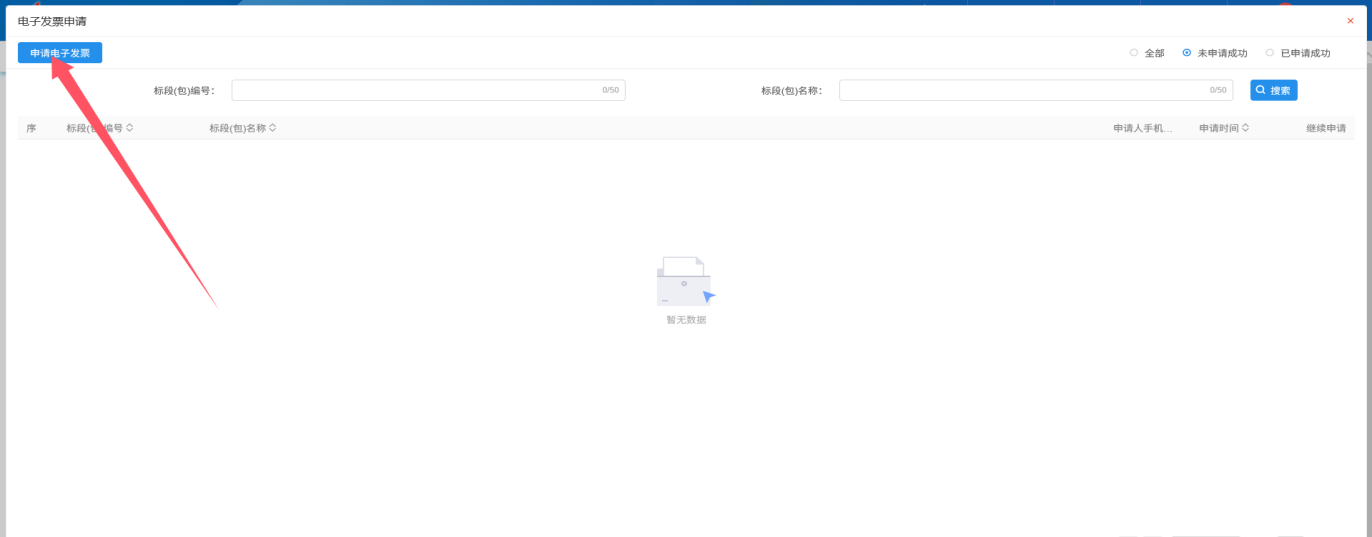 电子发票申请
申请电子发票
全部 未申请成功 已申请成功
标段(包)编号： 0/50 标段(包)名称： 0/50 搜索
序 标段(包)编号 标段(包)名称 申请人手机... 申请时间 继续申请
暂无数据